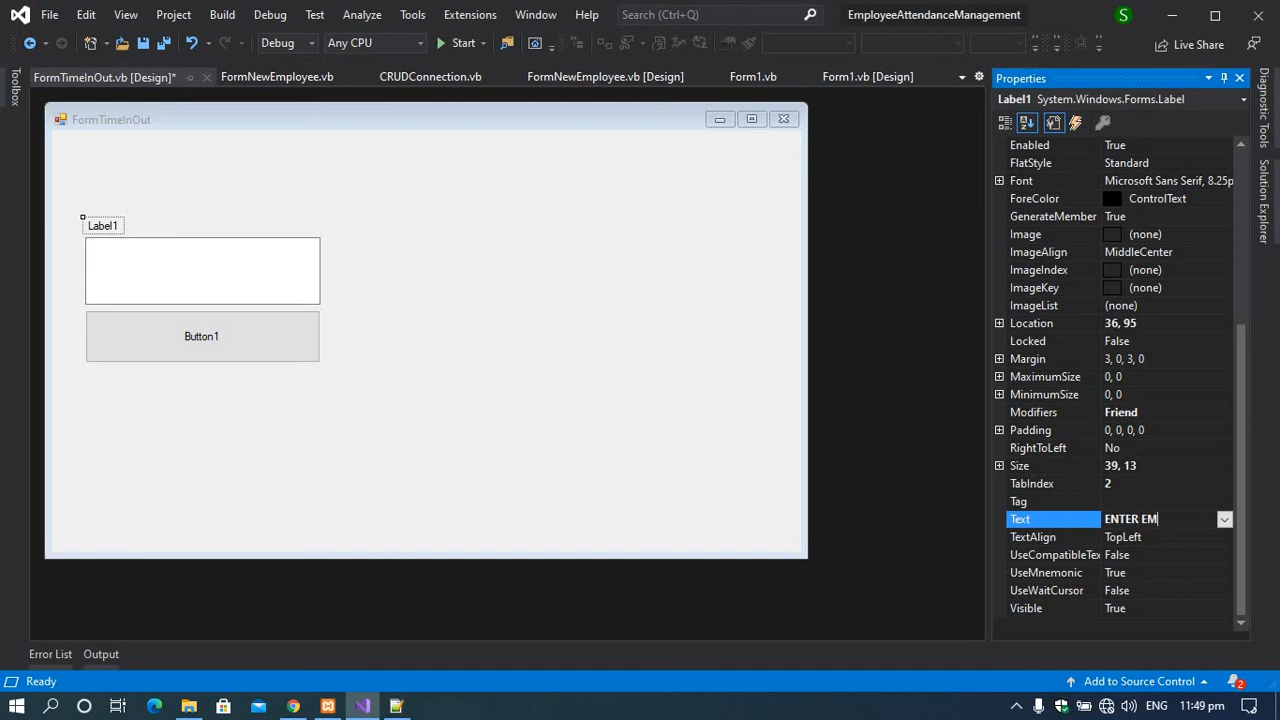 File Edit View Project Build Debug Test Analyze Tools Extensions Window Help Search (Ctrl+Q) EmployeeAttendanceManagement S
Debug Any CPU Start Live Share
FormTimeInOut.vb [Design]* FormNewEmployee.vb CRUDConnection.vb FormNewEmployee.vb [Design] Form1.vb Form1.vb [Design]
Toolbox
FormTimeInOut
Label1
Button1
Properties
Label1 System.Windows.Forms.Label
Enabled True
FlatStyle Standard
Font Microsoft Sans Serif, 8.25p
ForeColor ControlText
GenerateMember True
Image (none)
ImageAlign MiddleCenter
ImageIndex (none)
ImageKey (none)
ImageList (none)
Location 36, 95
Locked False
Margin 3, 0, 3, 0
MaximumSize 0, 0
MinimumSize 0, 0
Modifiers Friend
Padding 0, 0, 0, 0
RightToLeft No
Size 39, 13
TabIndex 2
Tag
Text ENTER EM
TextAlign TopLeft
UseCompatibleTex False
UseMnemonic True
UseWaitCursor False
Visible True
Diagnostic Tools
Solution Explorer
Error List Output
Ready Add to Source Control 2
11:49 pm